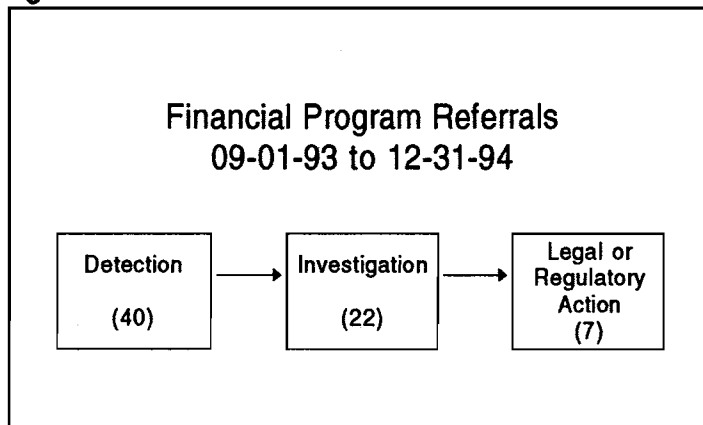 Financial Program Referrals
09-01-93 to 12-31-94
Detection
(40)
Investigation
(22)
Legal or
Regulatory
Action
(7)